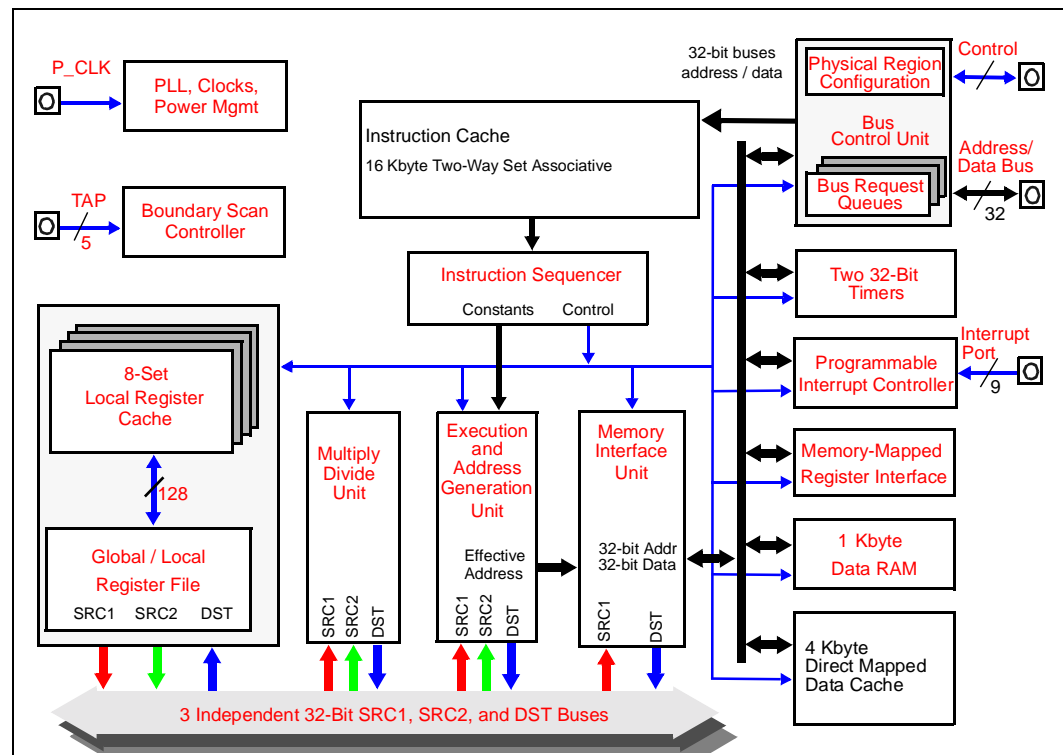 P_CLK
PLL, Clocks,
Power Mgmt
TAP
5
Boundary Scan
Controller
32-bit buses
address / data
Instruction Cache
16 Kbyte Two-Way Set Associative
Physical Region
Configuration
Bus
Control Unit
Bus Request
Queues
Control
Address/
Data Bus
32
Instruction Sequencer
Constants Control
Two 32-Bit
Timers
Programmable
Interrupt Controller
Interrupt
Port
9
8-Set
Local Register
Cache
128
Global / Local
Register File
SRC1 SRC2 DST
Multiply
Divide
Unit
SRC1
SRC2
DST
Execution
and
Address
Generation
Unit
Effective
Address
SRC1
SRC2
DST
Memory
Interface
Unit
32-bit Addr
32-bit Data
SRC1
DST
Memory-Mapped
Register Interface
1 Kbyte
Data RAM
4 Kbyte
Direct Mapped
Data Cache
3 Independent 32-Bit SRC1, SRC2, and DST Buses